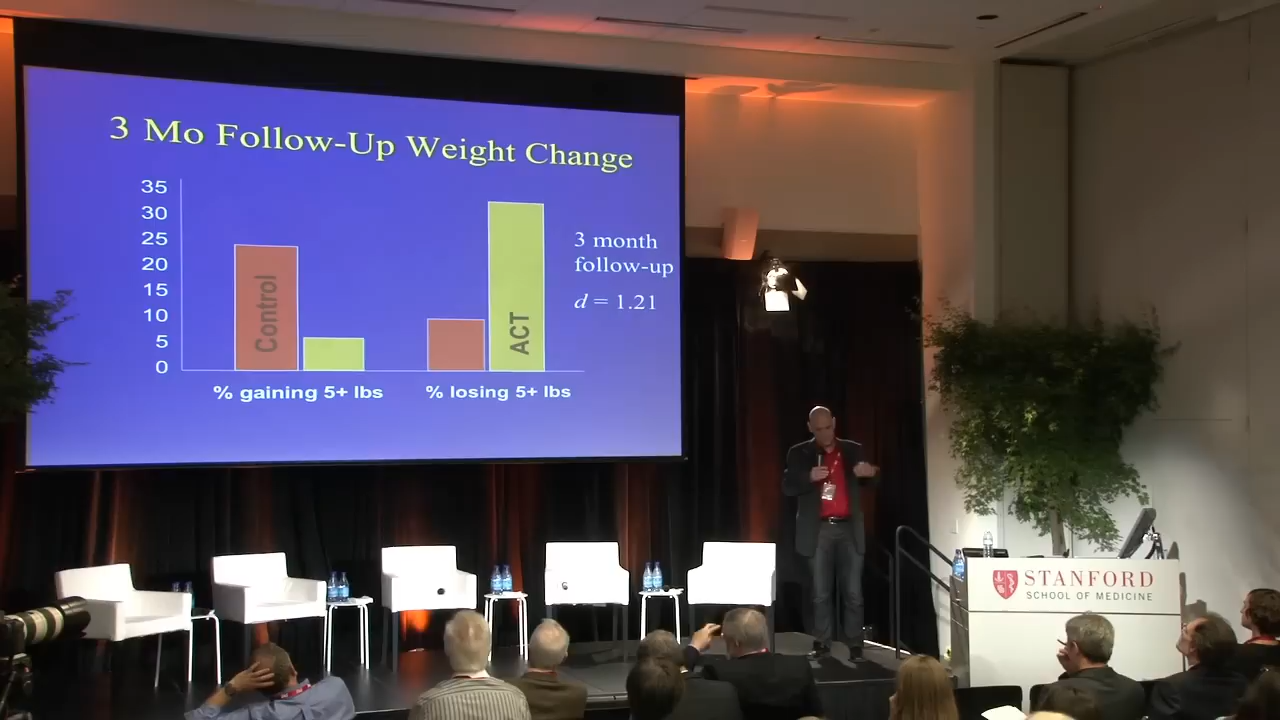 3 Mo Follow-Up Weight Change
35
30
25
20
15
10
5
0
Control
ACT
% gaining 5+ lbs
% losing 5+ lbs
3 month
follow-up
d = 1.21
STANFORD
SCHOOL OF MEDICINE